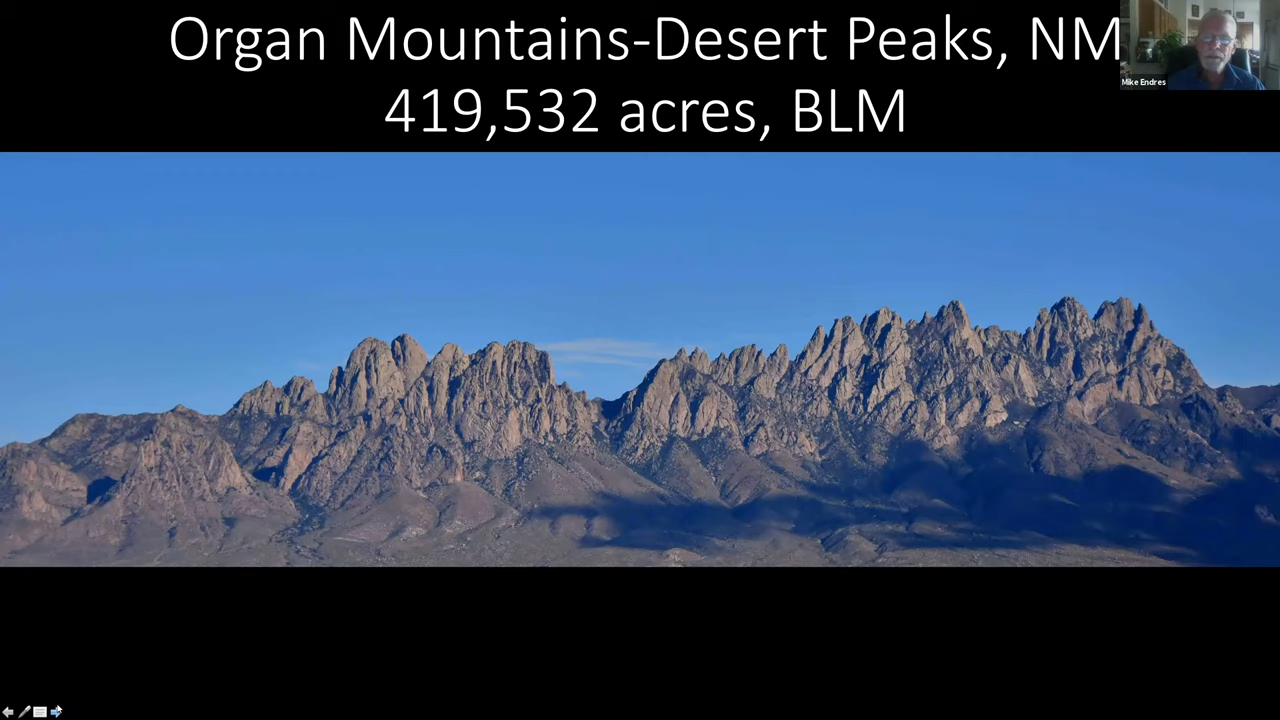 Organ Mountains-Desert Peaks, NM
419,532 acres, BLM
Mike Endres